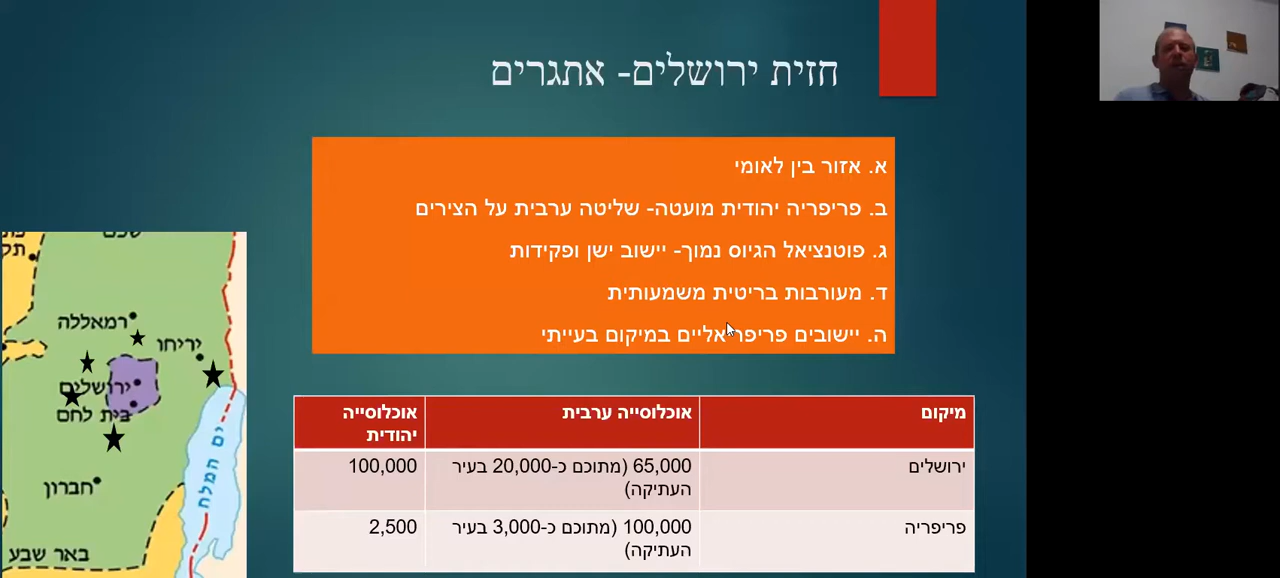 חזית ירושלים- אתגרים
א. אזור בין לאומי
ב. פריפריה יהודית מועטה- שליטה ערבית על הצירים
ג. פוטנציאל הגיוס נמוך- יישוב ישן ופקידות
ד. מעורבות בריטית משמעותית
ה. יישובים פריפריאליים במיקום בעייתי
מיקום
אוכלוסייה ערבית
אוכלוסייה
יהודית
ירושלים
65,000 (מתוכם כ-20,000 בעיר
העתיקה)
100,000
פריפריה
100,000 (מתוכם כ-3,000 בעיר
העתיקה)
2,500
שכם
תל
רמאללה
יריחו
ירושלים
בית לחם
ים המלח
חברון
באר שבע